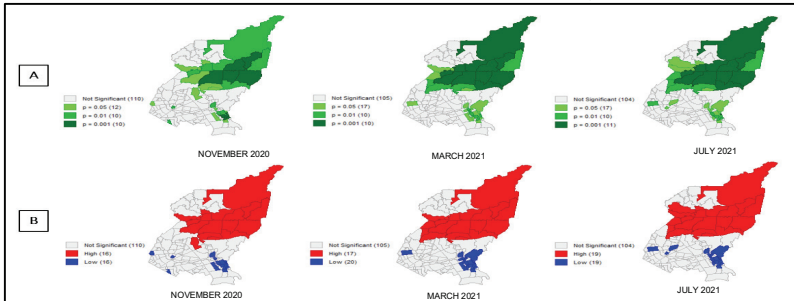 A
Not Significant (110)
p = 0.05 (12)
p = 0.01 (10)
p = 0.001 (10)
NOVEMBER 2020
Not Significant (105)
p = 0.05 (17)
p = 0.01 (10)
p = 0.001 (10)
MARCH 2021
Not Significant (104)
p = 0.05 (17)
p = 0.01 (10)
p = 0.001 (11)
JULY 2021
B
Not Significant (110)
High (16)
Low (16)
NOVEMBER 2020
Not Significant (105)
High (17)
Low (20)
MARCH 2021
Not Significant (104)
High (19)
Low (19)
JULY 2021